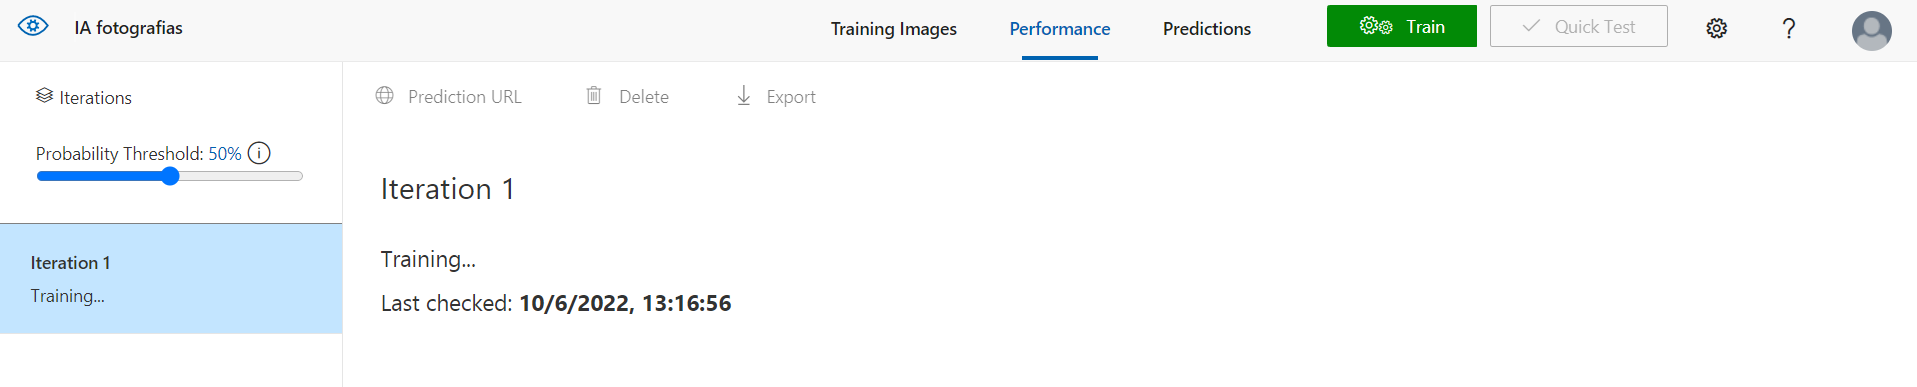 IA fotografias
Training Images
Performance
Predictions
Train
Quick Test
?
Iterations
Probability Threshold: 50%
Iteration 1
Training...
Prediction URL
Delete
Export
Iteration 1
Training...
Last checked: 10/6/2022, 13:16:56